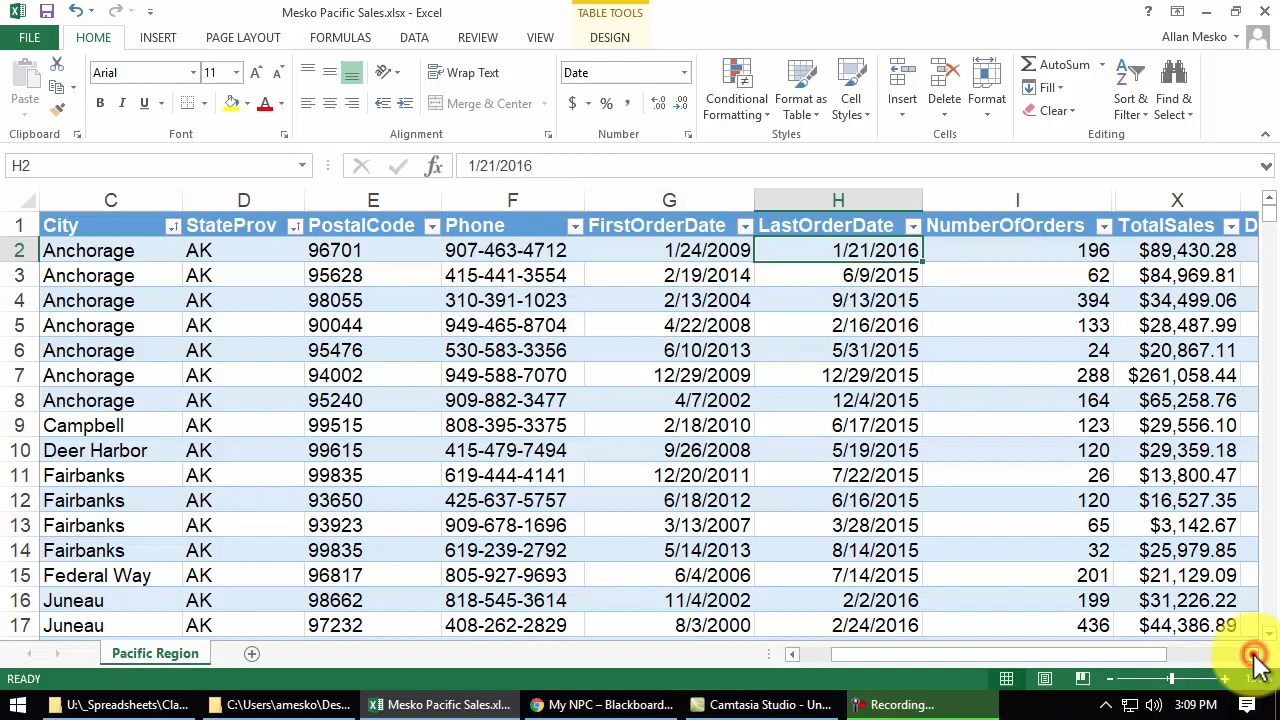 Mesko Pacific Sales.xlsx - Excel
TABLE TOOLS
FILE HOME INSERT PAGE LAYOUT FORMULAS DATA REVIEW VIEW DESIGN Allan Mesko
Paste
Clipboard
Arial 11
B I U
Font
Wrap Text
Merge & Center
Alignment
Date
$ % ,
Number
Conditional Formatting
Format as Table
Cell Styles
Styles
Insert Delete Format
Cells
AutoSum
Fill
Clear
Sort & Filter
Find & Select
Editing
H2 fx 1/21/2016
C D E F G H I X
1 City StateProv PostalCode Phone FirstOrderDate LastOrderDate NumberOfOrders TotalSales D
2 Anchorage AK 96701 907-463-4712 1/24/2009 1/21/2016 196 $89,430.28
3 Anchorage AK 95628 415-441-3554 2/19/2014 6/9/2015 62 $84,969.81
4 Anchorage AK 98055 310-391-1023 2/13/2004 9/13/2015 394 $34,499.06
5 Anchorage AK 90044 949-465-8704 4/22/2008 2/16/2016 133 $28,487.99
6 Anchorage AK 95476 530-583-3356 6/10/2013 5/31/2015 24 $20,867.11
7 Anchorage AK 94002 949-588-7070 12/29/2009 12/29/2015 288 $261,058.44
8 Anchorage AK 95240 909-882-3477 4/7/2002 12/4/2015 164 $65,258.76
9 Campbell AK 99515 808-395-3375 2/18/2010 6/17/2015 123 $29,556.10
10 Deer Harbor AK 99615 415-479-7494 9/26/2008 5/19/2015 120 $29,359.18
11 Fairbanks AK 99835 619-444-4141 12/20/2011 7/22/2015 26 $13,800.47
12 Fairbanks AK 93650 425-637-5757 6/18/2012 6/16/2015 120 $16,527.35
13 Fairbanks AK 93923 909-678-1696 3/13/2007 3/28/2015 65 $3,142.67
14 Fairbanks AK 99835 619-239-2792 5/14/2013 8/14/2015 32 $25,979.85
15 Federal Way AK 96817 805-927-9693 6/4/2006 7/14/2015 201 $21,129.09
16 Juneau AK 98662 818-545-3614 11/4/2002 2/2/2016 199 $31,226.22
17 Juneau AK 97232 408-262-2829 8/3/2000 2/24/2016 436 $44,386.89
Pacific Region
READY
U:\_Spreadsheets\Cla... C:\Users\amesko\Des... Mesko Pacific Sales.xl... My NPC – Blackboard... Camtasia Studio - Un... Recording... 3:09 PM